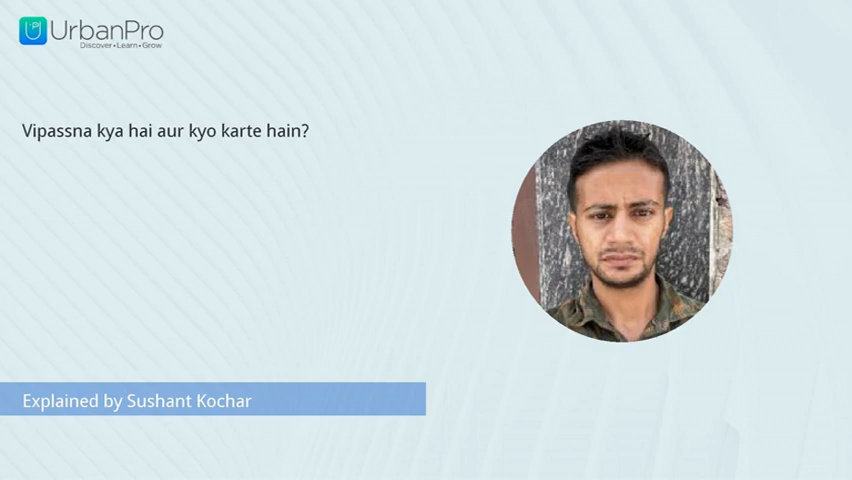 UrbanPro
Discover•Learn•Grow
Vipassna kya hai aur kyo karte hain?
Explained by Sushant Kochar